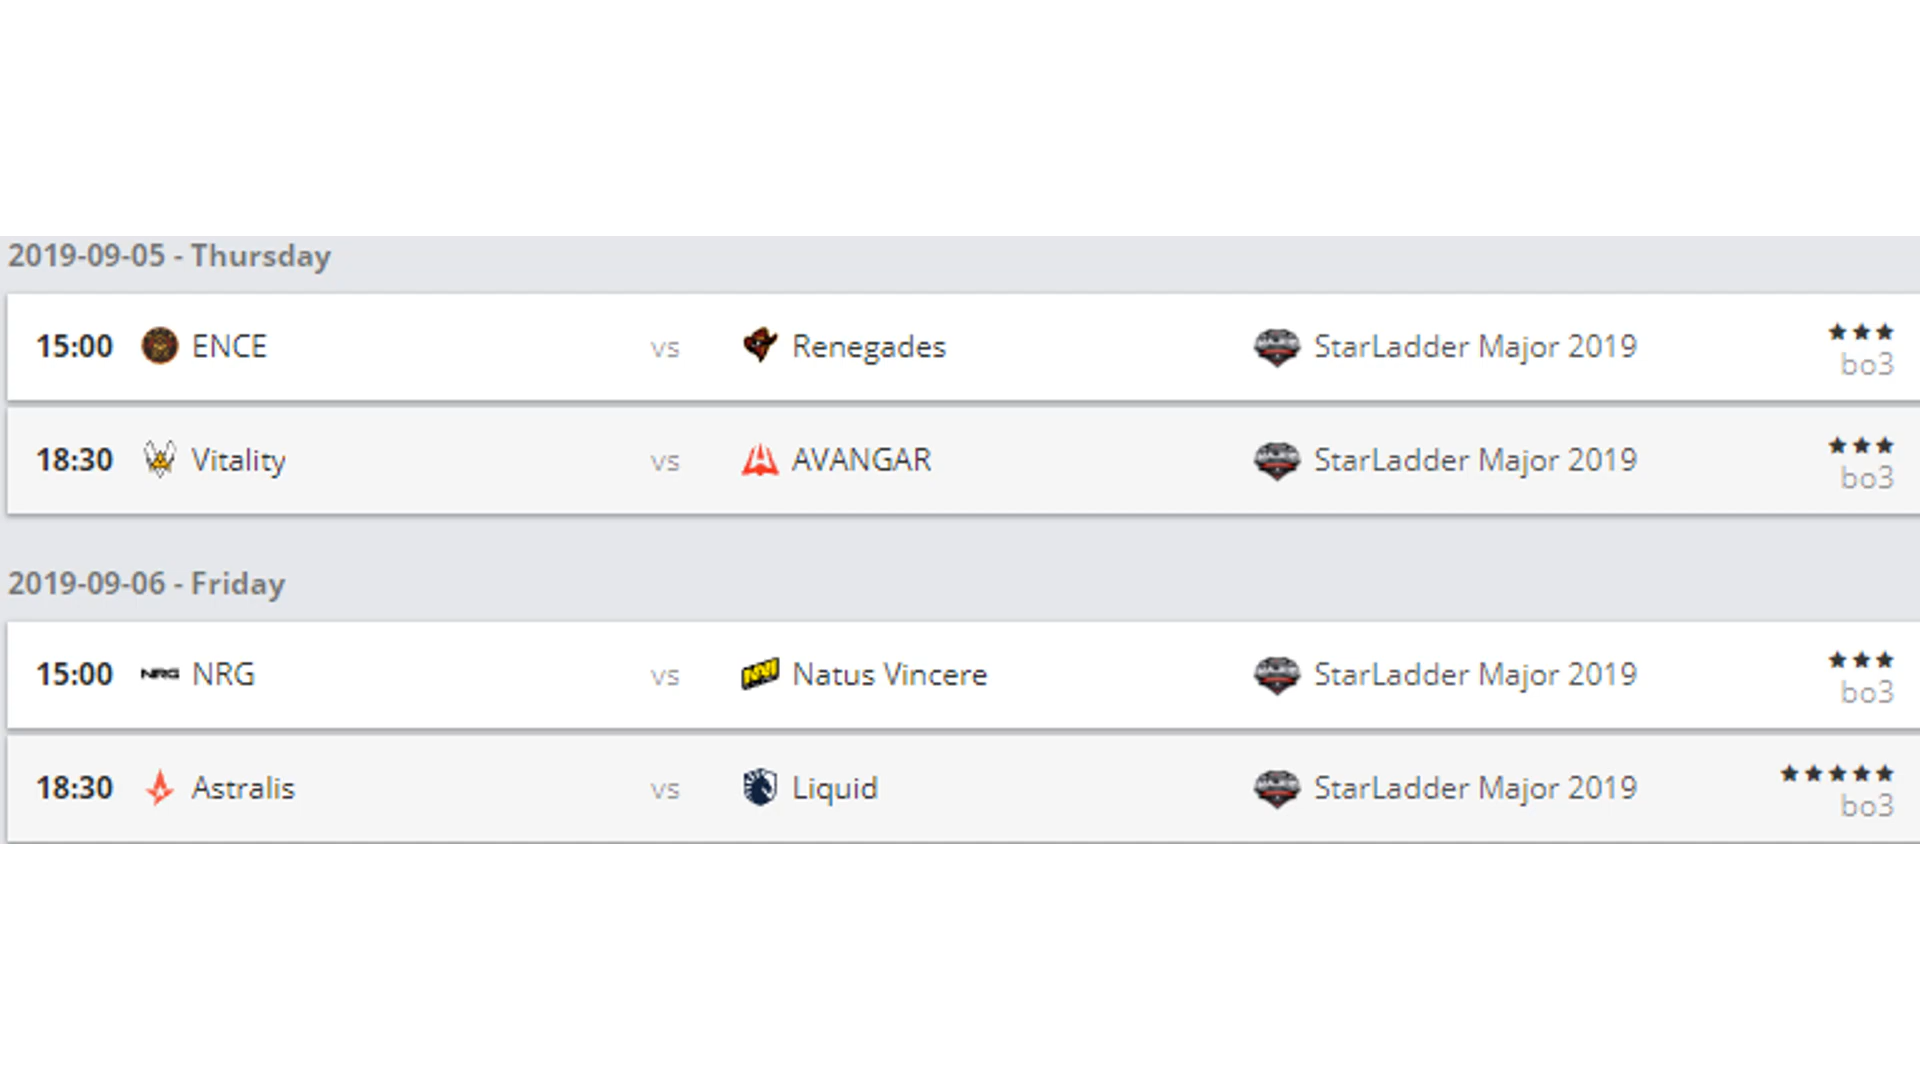 2019-09-05 - Thursday
15:00 ENCE vs Renegades StarLadder Major 2019 ★★★
bo3
18:30 Vitality vs AVANGAR StarLadder Major 2019 ★★★
bo3
2019-09-06 - Friday
15:00 NRG NRG vs NAVI Natus Vincere StarLadder Major 2019 ★★★
bo3
18:30 Astralis vs Liquid StarLadder Major 2019 ★★★★★
bo3